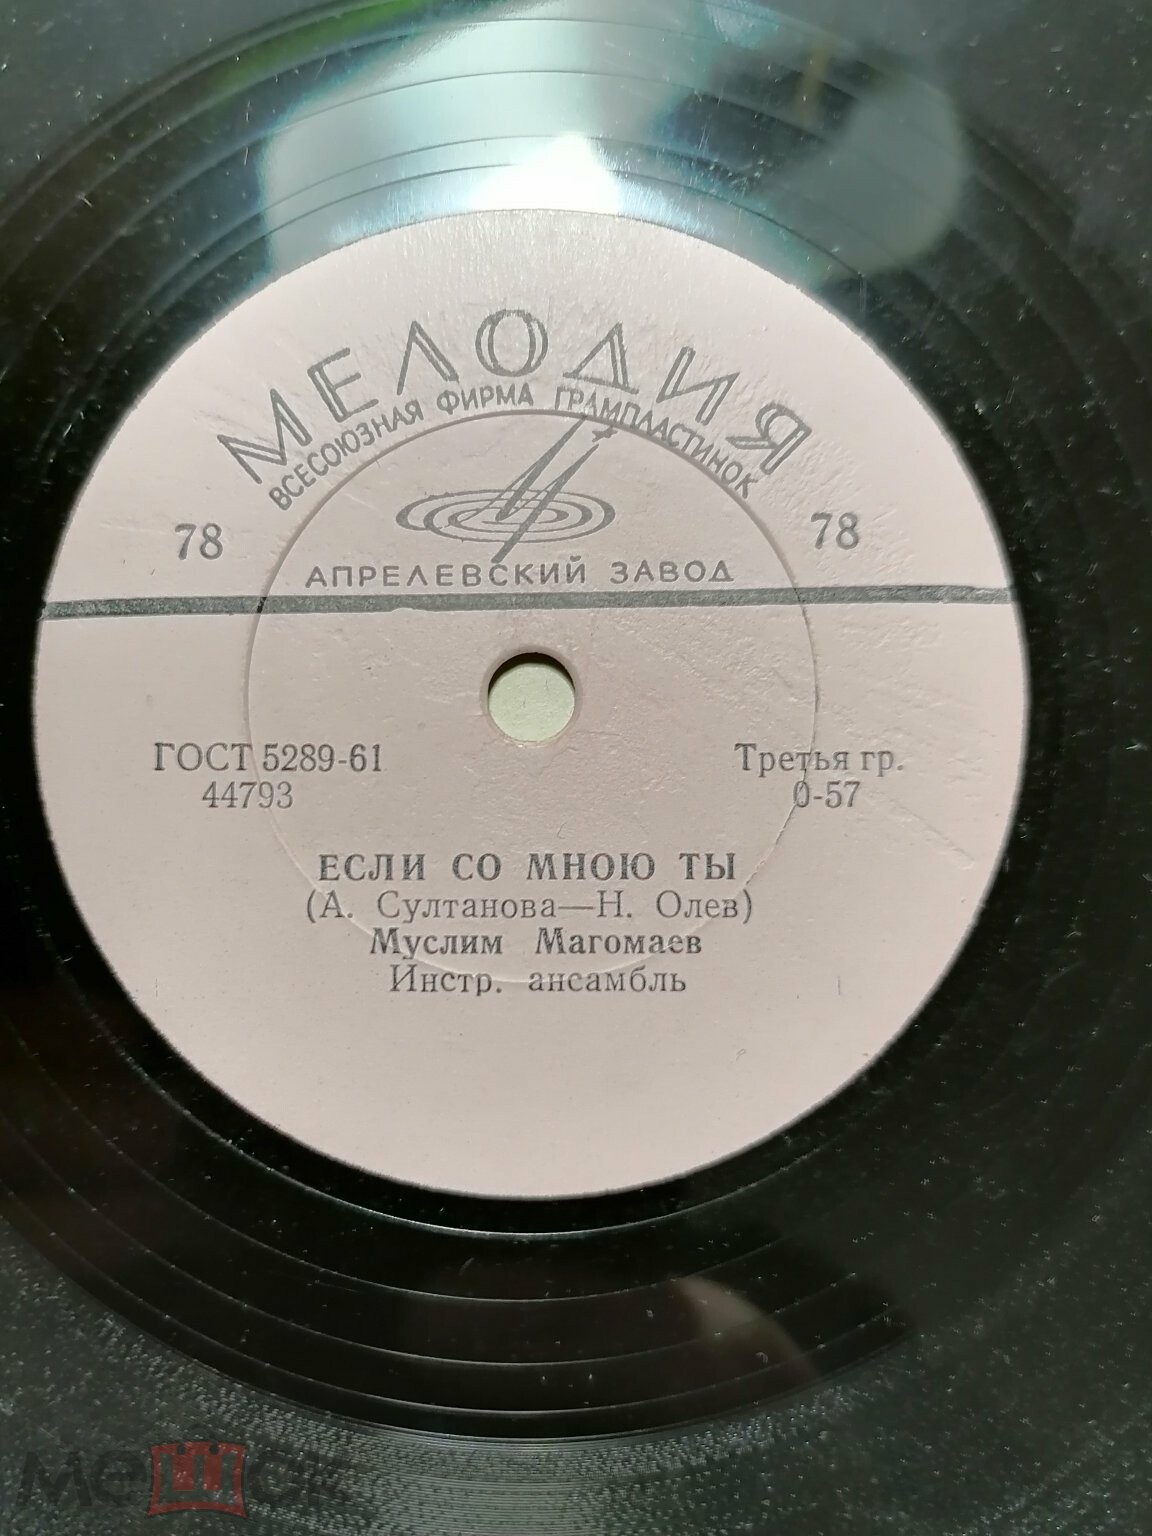 МЕЛОДИЯ
ВСЕСОЮЗНАЯ ФИРМА ГРАМПЛАСТИНОК
78 78
АПРЕЛЕВСКИЙ ЗАВОД
ГОСТ 5289-61 Третья гр.
44793 0-57
ЕСЛИ СО МНОЮ ТЫ
(А. Султанова—Н. Олев)
Муслим Магомаев
Инстр. ансамбль
мешок